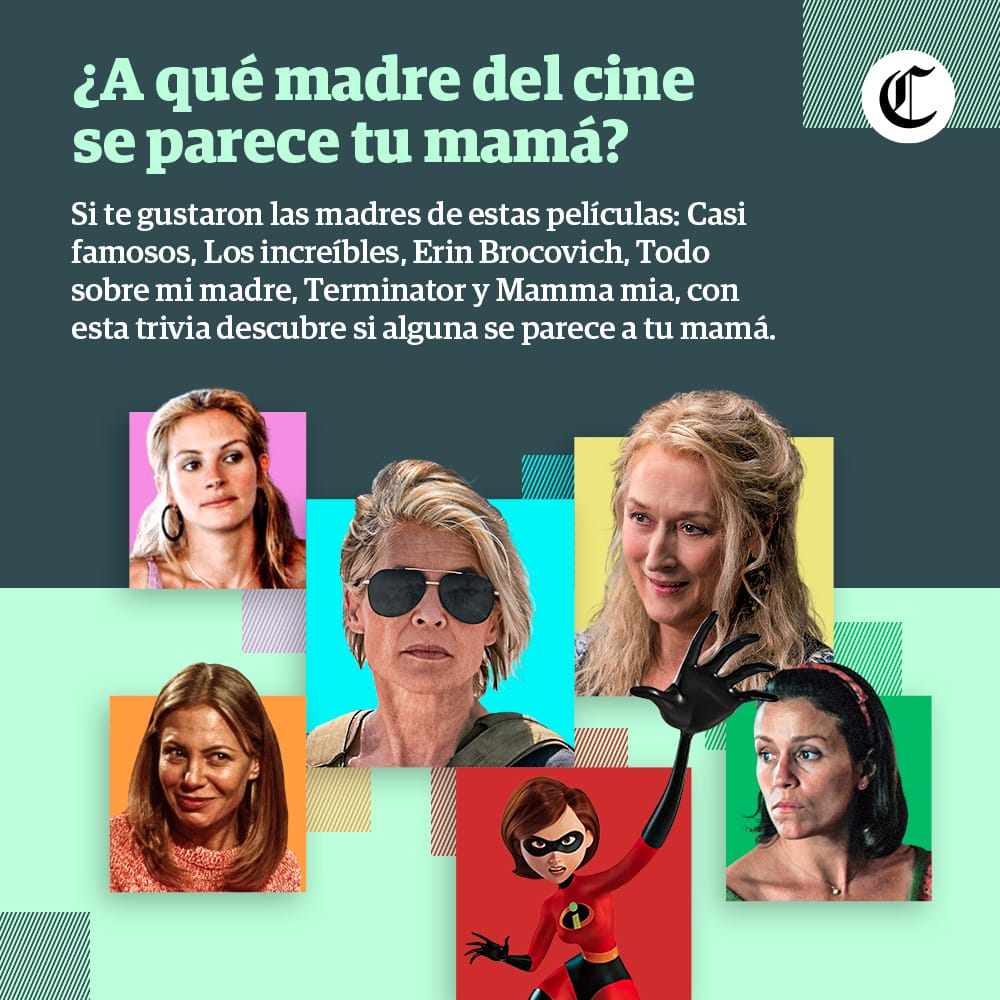 ¿A qué madre del cine
se parece tu mamá?
C
Si te gustaron las madres de estas películas: Casi
famosos, Los increíbles, Erin Brocovich, Todo
sobre mi madre, Terminator y Mamma mia, con
esta trivia descubre si alguna se parece a tu mamá.
i